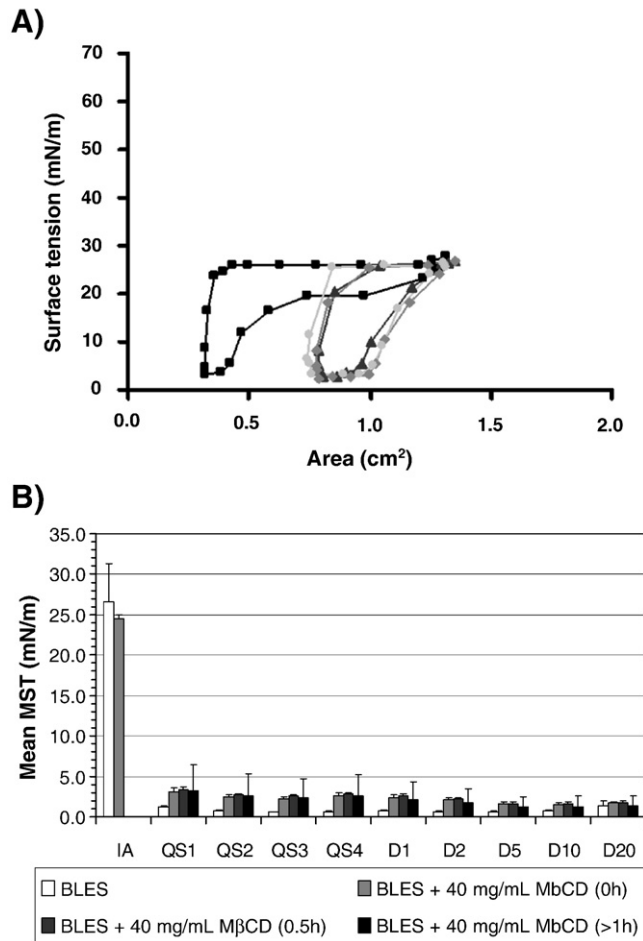 A)
Surface tension (mN/m)
70
60
50
40
30
20
10
0
0.0 0.5 1.0 1.5 2.0
Area (cm²)
B)
Mean MST (mN/m)
35.0
30.0
25.0
20.0
15.0
10.0
5.0
0.0
IA QS1 QS2 QS3 QS4 D1 D2 D5 D10 D20
BLES BLES + 40 mg/mL MbCD (0h)
BLES + 40 mg/mL MβCD (0.5h) BLES + 40 mg/mL MbCD (>1h)